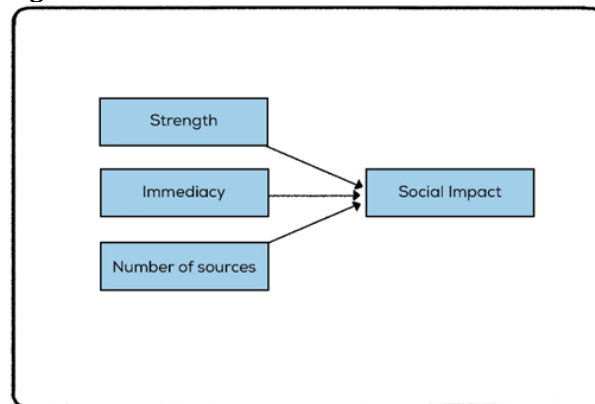 Strength
Immediacy
Social Impact
Number of sources